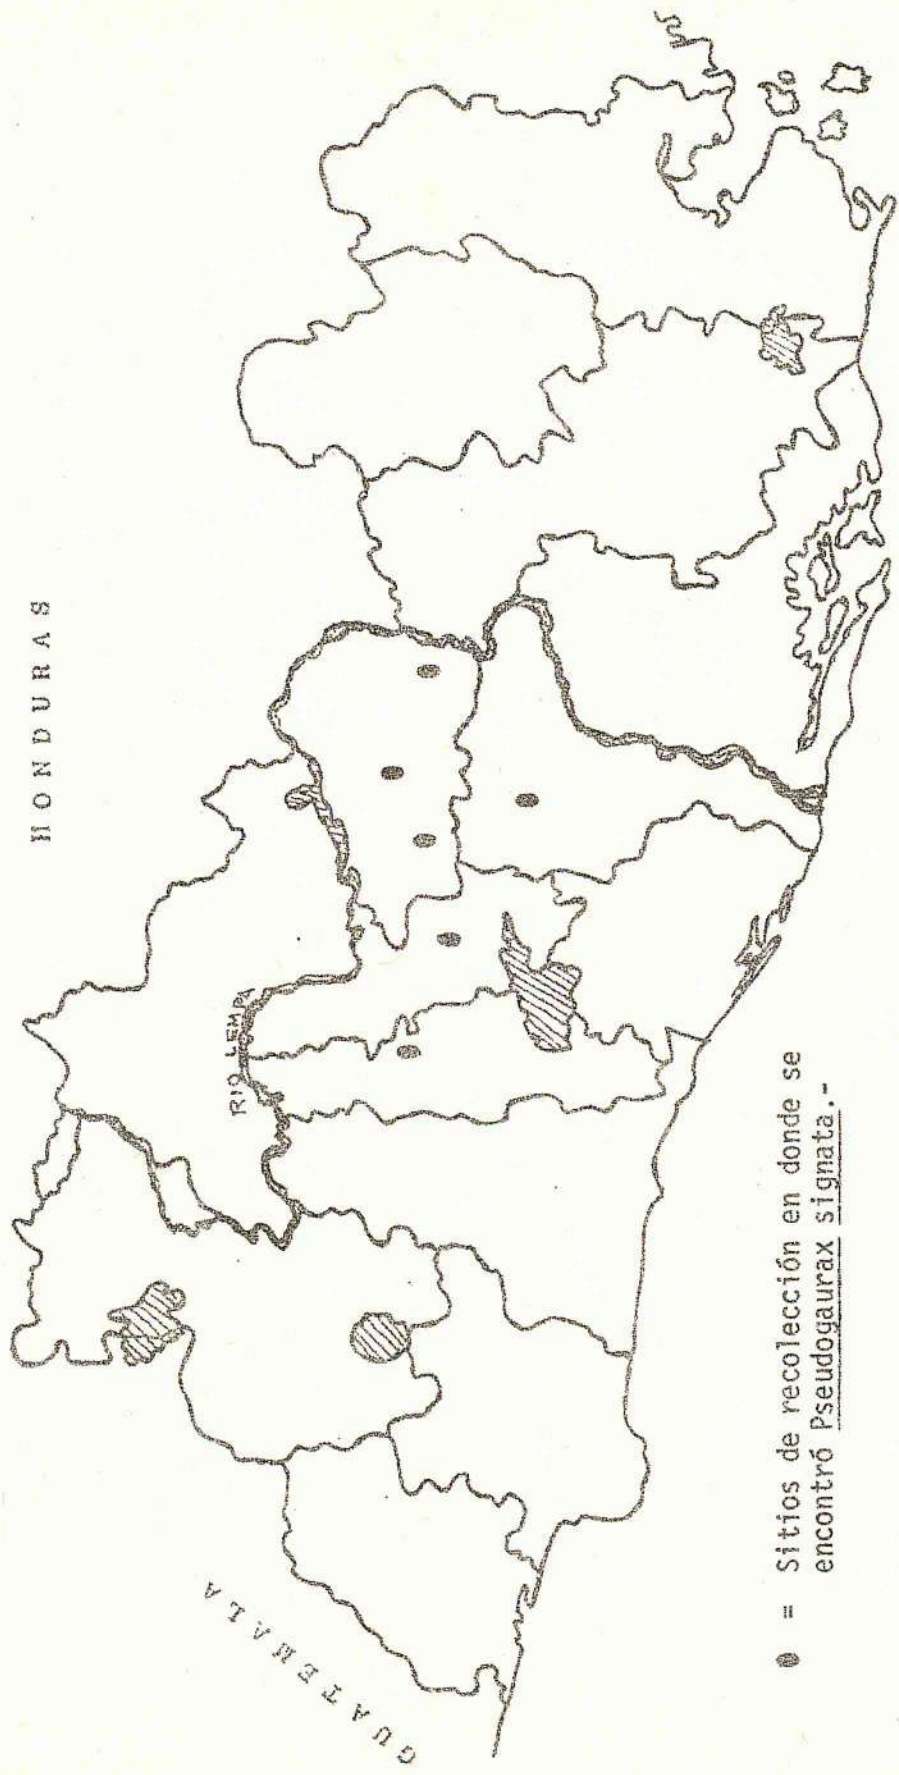 HONDURAS
RIO LEMPA
GUATEMALA
= Sitios de recolección en donde se
encontró Pseudogaurax signata.-